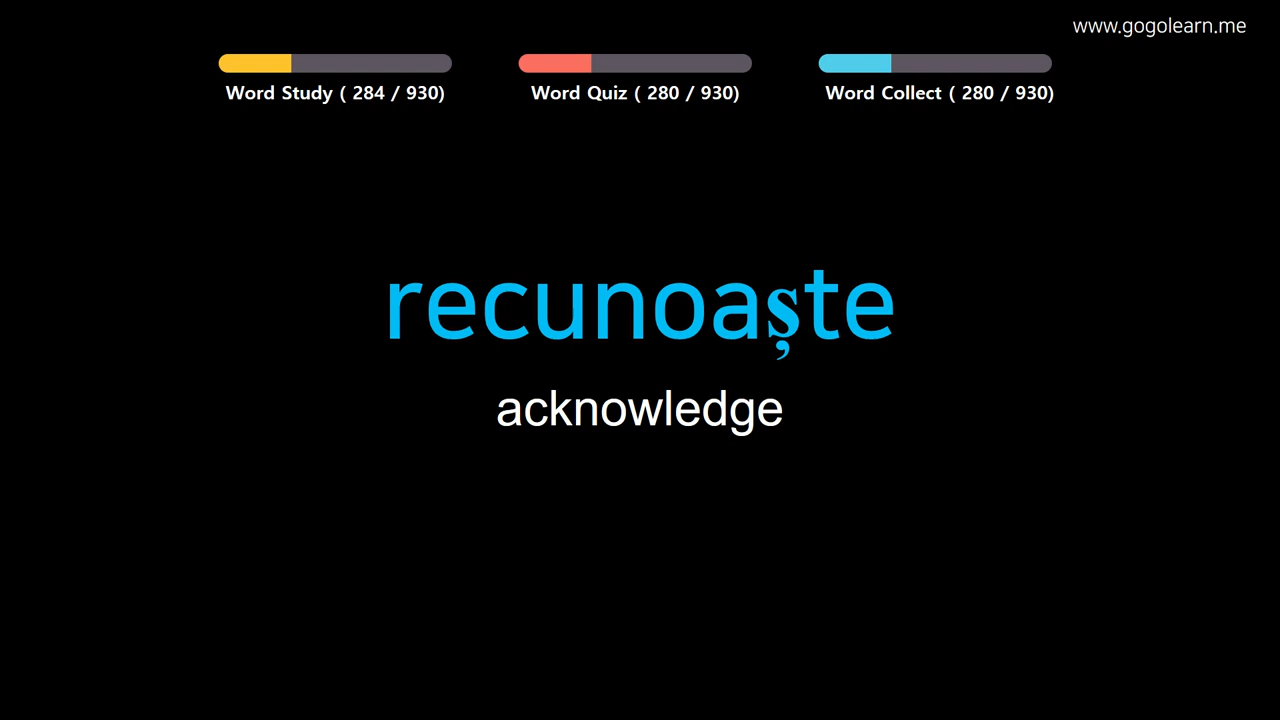 www.gogolearn.me
Word Study ( 284 / 930)
Word Quiz ( 280 / 930)
Word Collect ( 280 / 930)
recunoaște
acknowledge